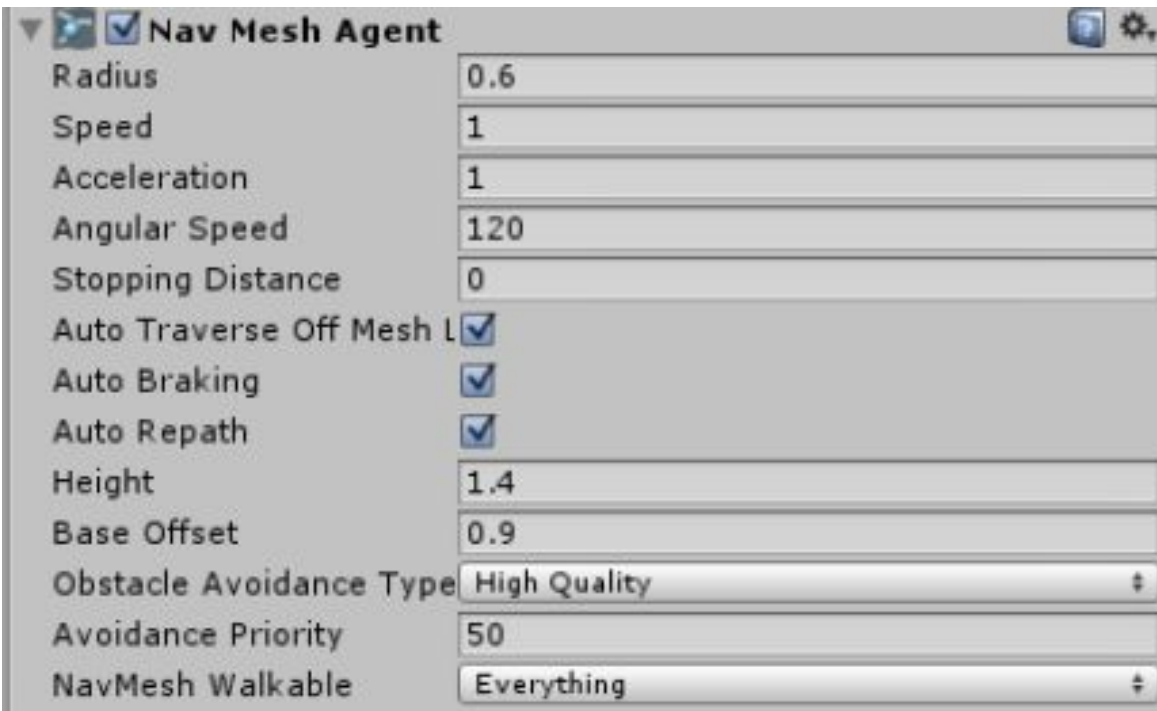 Nav Mesh Agent
Radius 0.6
Speed 1
Acceleration 1
Angular Speed 120
Stopping Distance 0
Auto Traverse Off Mesh L
Auto Braking
Auto Repath
Height 1.4
Base Offset 0.9
Obstacle Avoidance Type High Quality
Avoidance Priority 50
NavMesh Walkable Everything